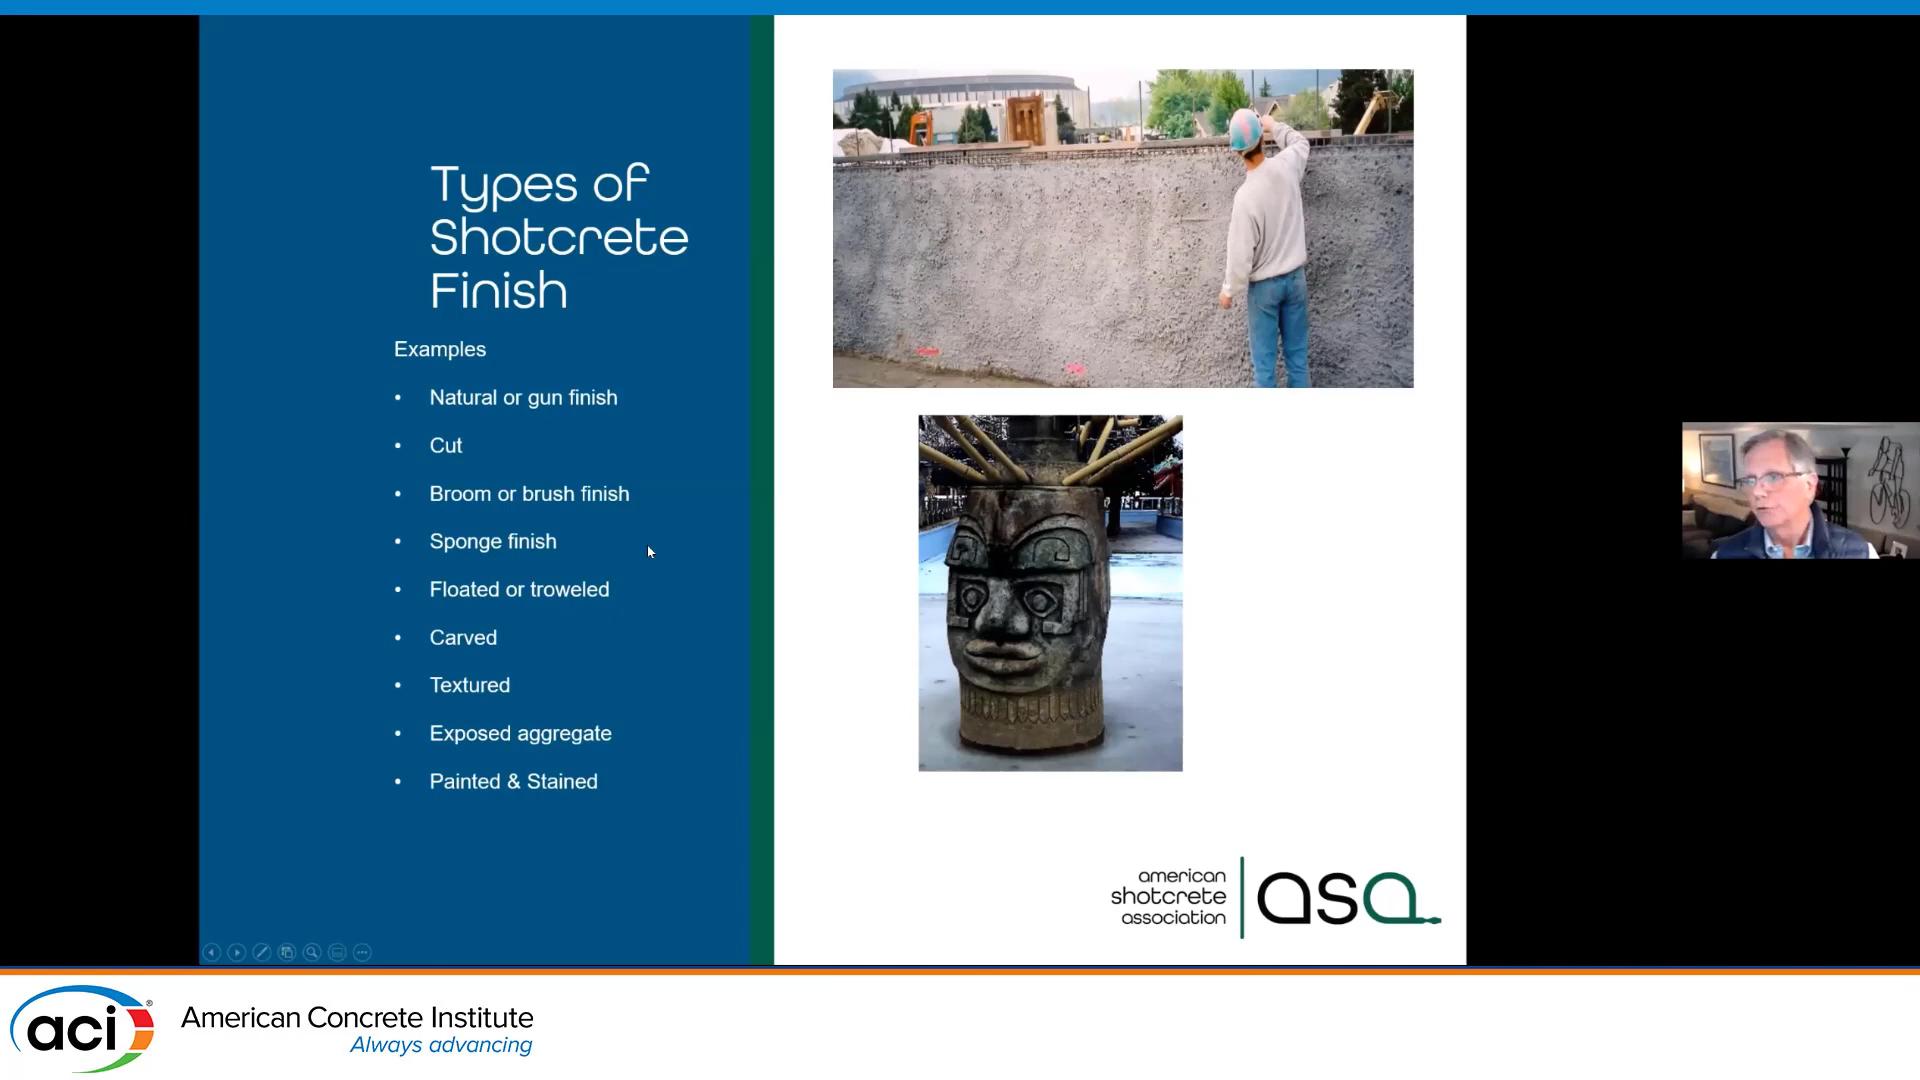 Types of
Shotcrete
Finish
Examples
• Natural or gun finish
• Cut
• Broom or brush finish
• Sponge finish
• Floated or troweled
• Carved
• Textured
• Exposed aggregate
• Painted & Stained
american
shotcrete
association
asa
aci®
American Concrete Institute
Always advancing